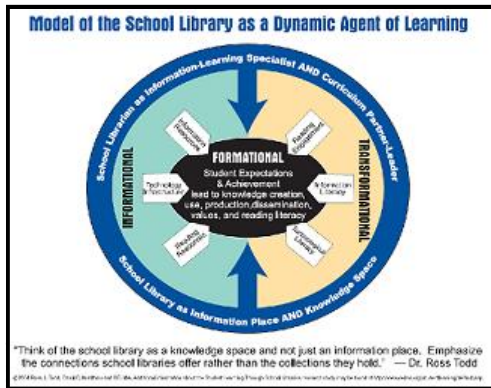 Model of the School Library as a Dynamic Agent of Learning
School Librarian as Information-Learning Specialist AND Curriculum Partner-Leader
INFORMATIONAL
Information
Resources
Technology
Infrastructure
Reading
Resources
FORMATIONAL
Student Expectations
& Achievement
lead to knowledge creation,
use, production, dissemination,
values, and reading literacy
Reading
Engagement
Information
Literacy
Technological
Literacy
TRANSFORMATIONAL
School Library as Information Place AND Knowledge Space
"Think of the school library as a knowledge space and not just an information place. Emphasize
the connections school libraries offer rather than the collections they hold." — Dr. Ross Todd